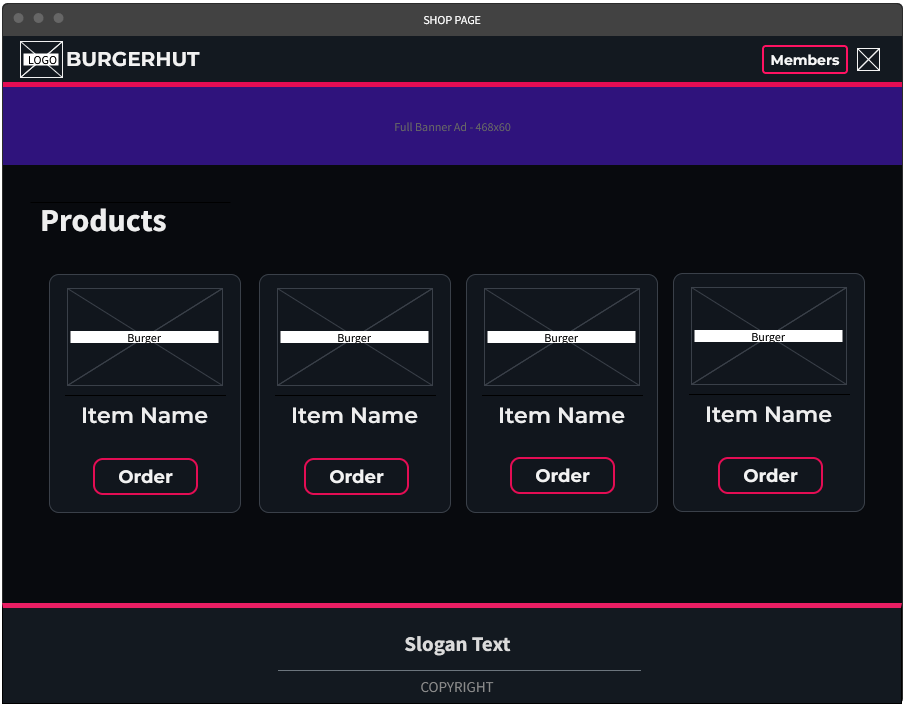 SHOP PAGE
LOGO BURGERHUT Members
Full Banner Ad - 468x60
Products
Burger Burger Burger Burger
Item Name Item Name Item Name Item Name
Order Order Order Order
Slogan Text
COPYRIGHT